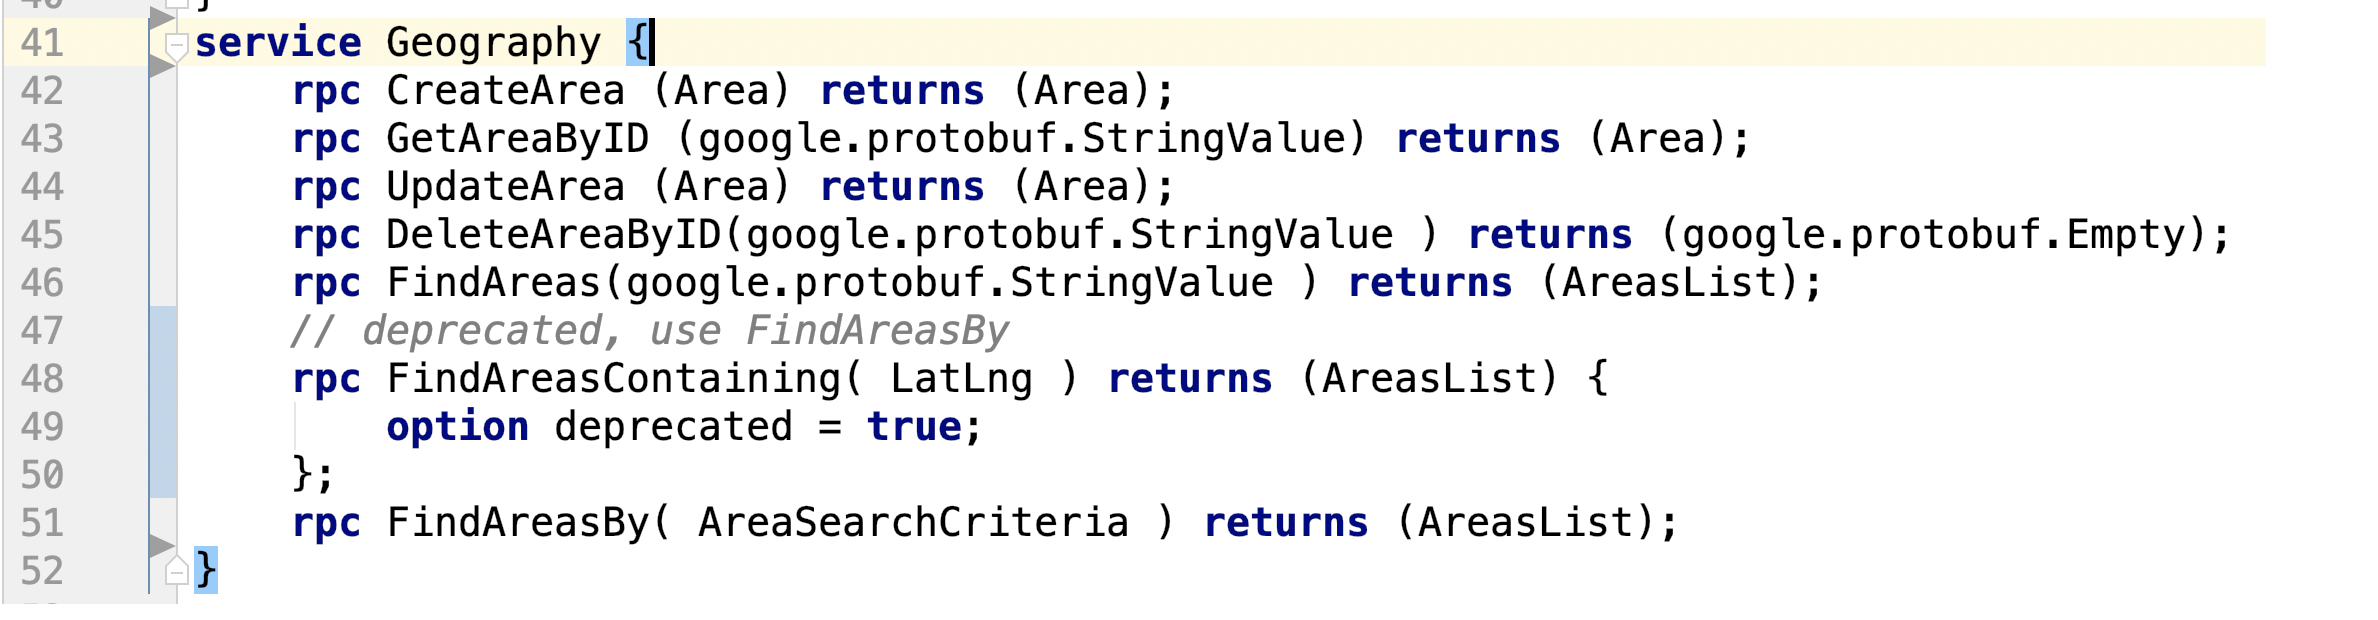 41 service Geography {
42 rpc CreateArea (Area) returns (Area);
43 rpc GetAreaByID (google.protobuf.StringValue) returns (Area);
44 rpc UpdateArea (Area) returns (Area);
45 rpc DeleteAreaByID(google.protobuf.StringValue ) returns (google.protobuf.Empty);
46 rpc FindAreas(google.protobuf.StringValue ) returns (AreasList);
47 // deprecated, use FindAreasBy
48 rpc FindAreasContaining( LatLng ) returns (AreasList) {
49 option deprecated = true;
50 };
51 rpc FindAreasBy( AreaSearchCriteria ) returns (AreasList);
52 }